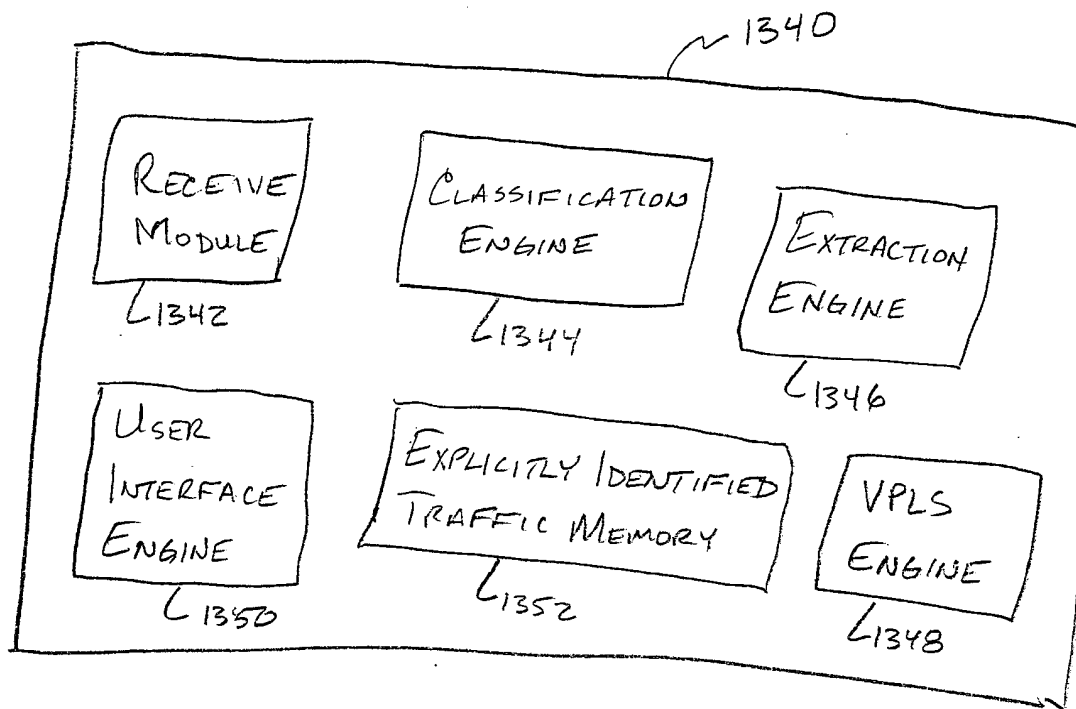 1340
RECEIVE
MODULE
1342
CLASSIFICATION
ENGINE
1344
EXTRACTION
ENGINE
1346
USER
INTERFACE
ENGINE
1350
EXPLICITLY IDENTIFIED
TRAFFIC MEMORY
1352
VPLS
ENGINE
1348